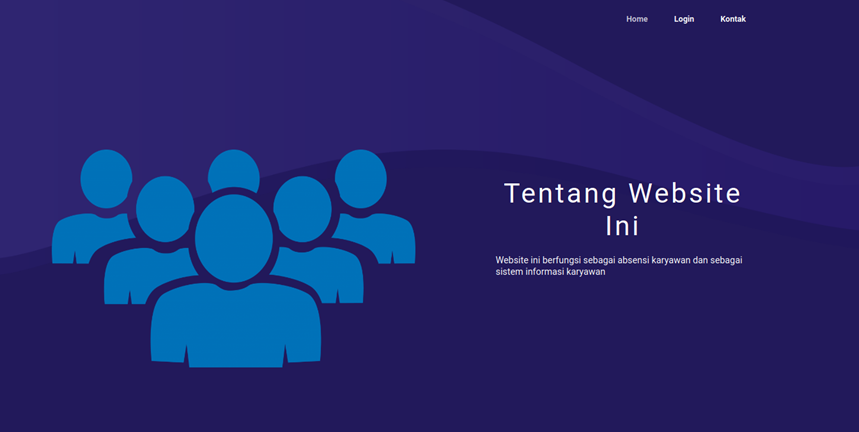 Home Login Kontak
Tentang Website
Ini
Website ini berfungsi sebagai absensi karyawan dan sebagai
sistem informasi karyawan